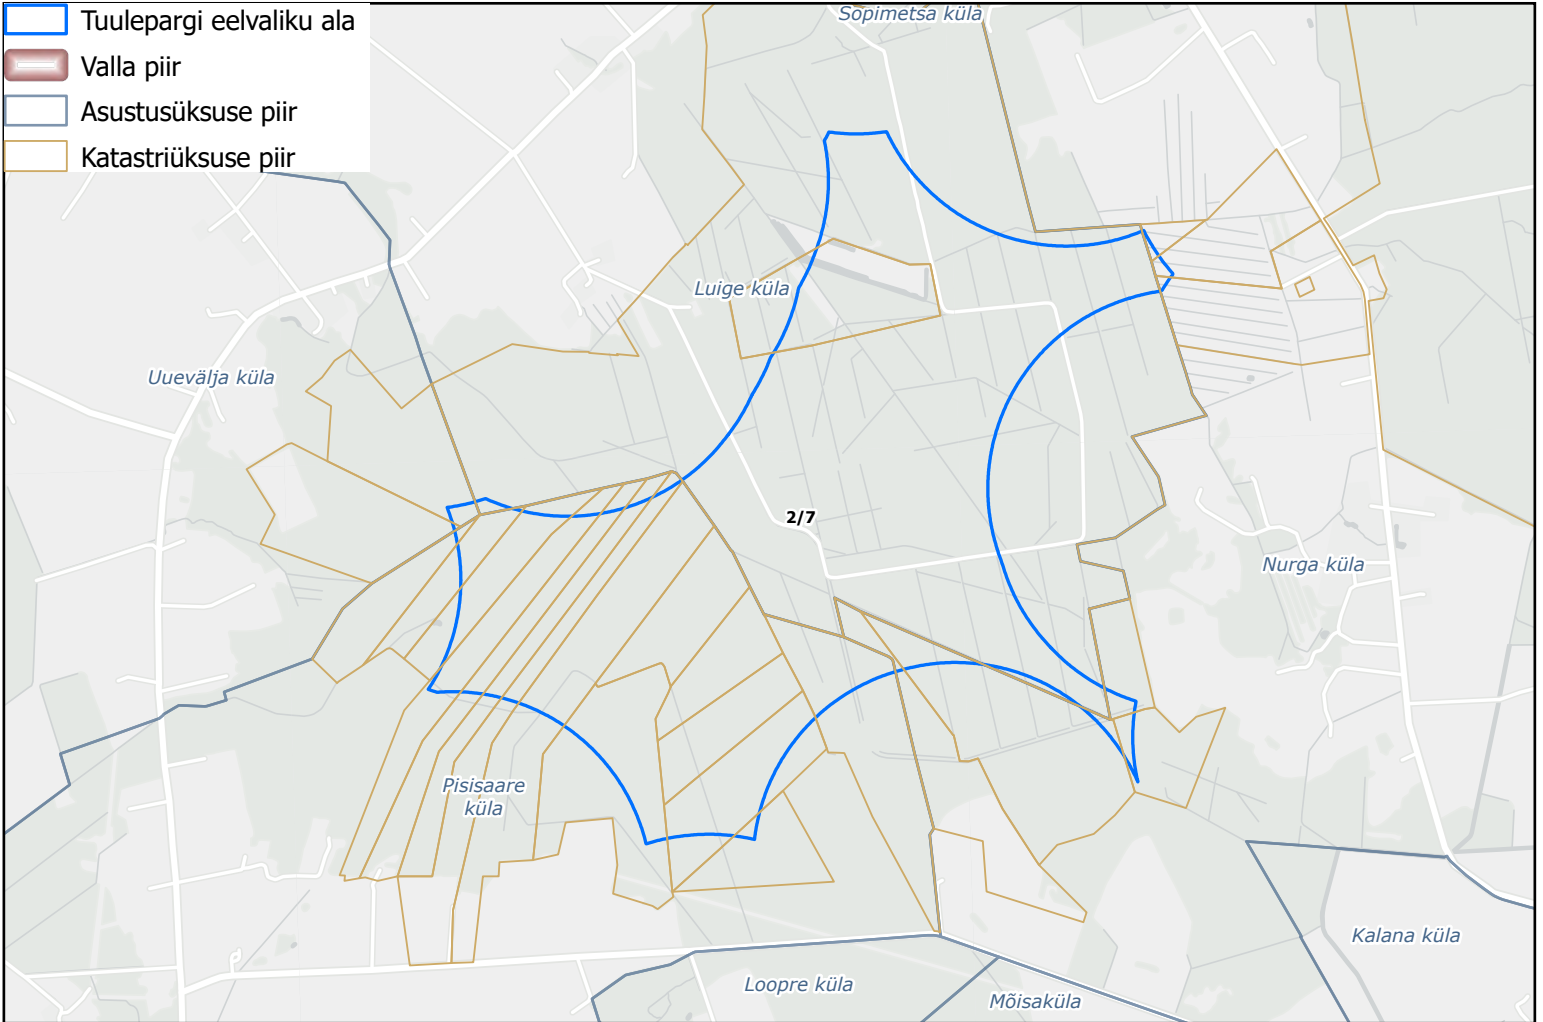 Tuulepargi eelvaliku ala
Valla piir
Asustusüksuse piir
Katastriüksuse piir
Sopimetsa küla
Luige küla
Uuevälja küla
2/7
Nurga küla
Pisisaare
küla
Kalana küla
Loopre küla
Mõisaküla